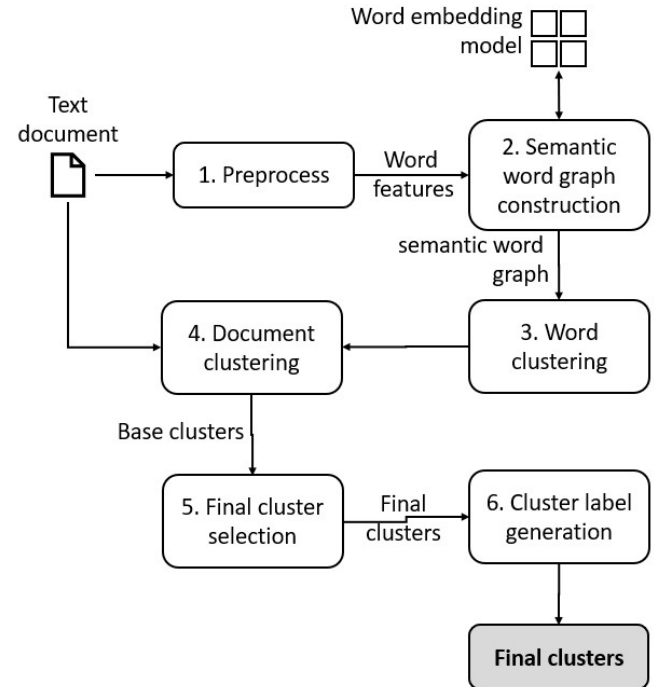 Word embedding
model
Text
document
1. Preprocess
Word
features
2. Semantic
word graph
construction
semantic word
graph
4. Document
clustering
3. Word
clustering
Base clusters
5. Final cluster
selection
Final
clusters
6. Cluster label
generation
Final clusters